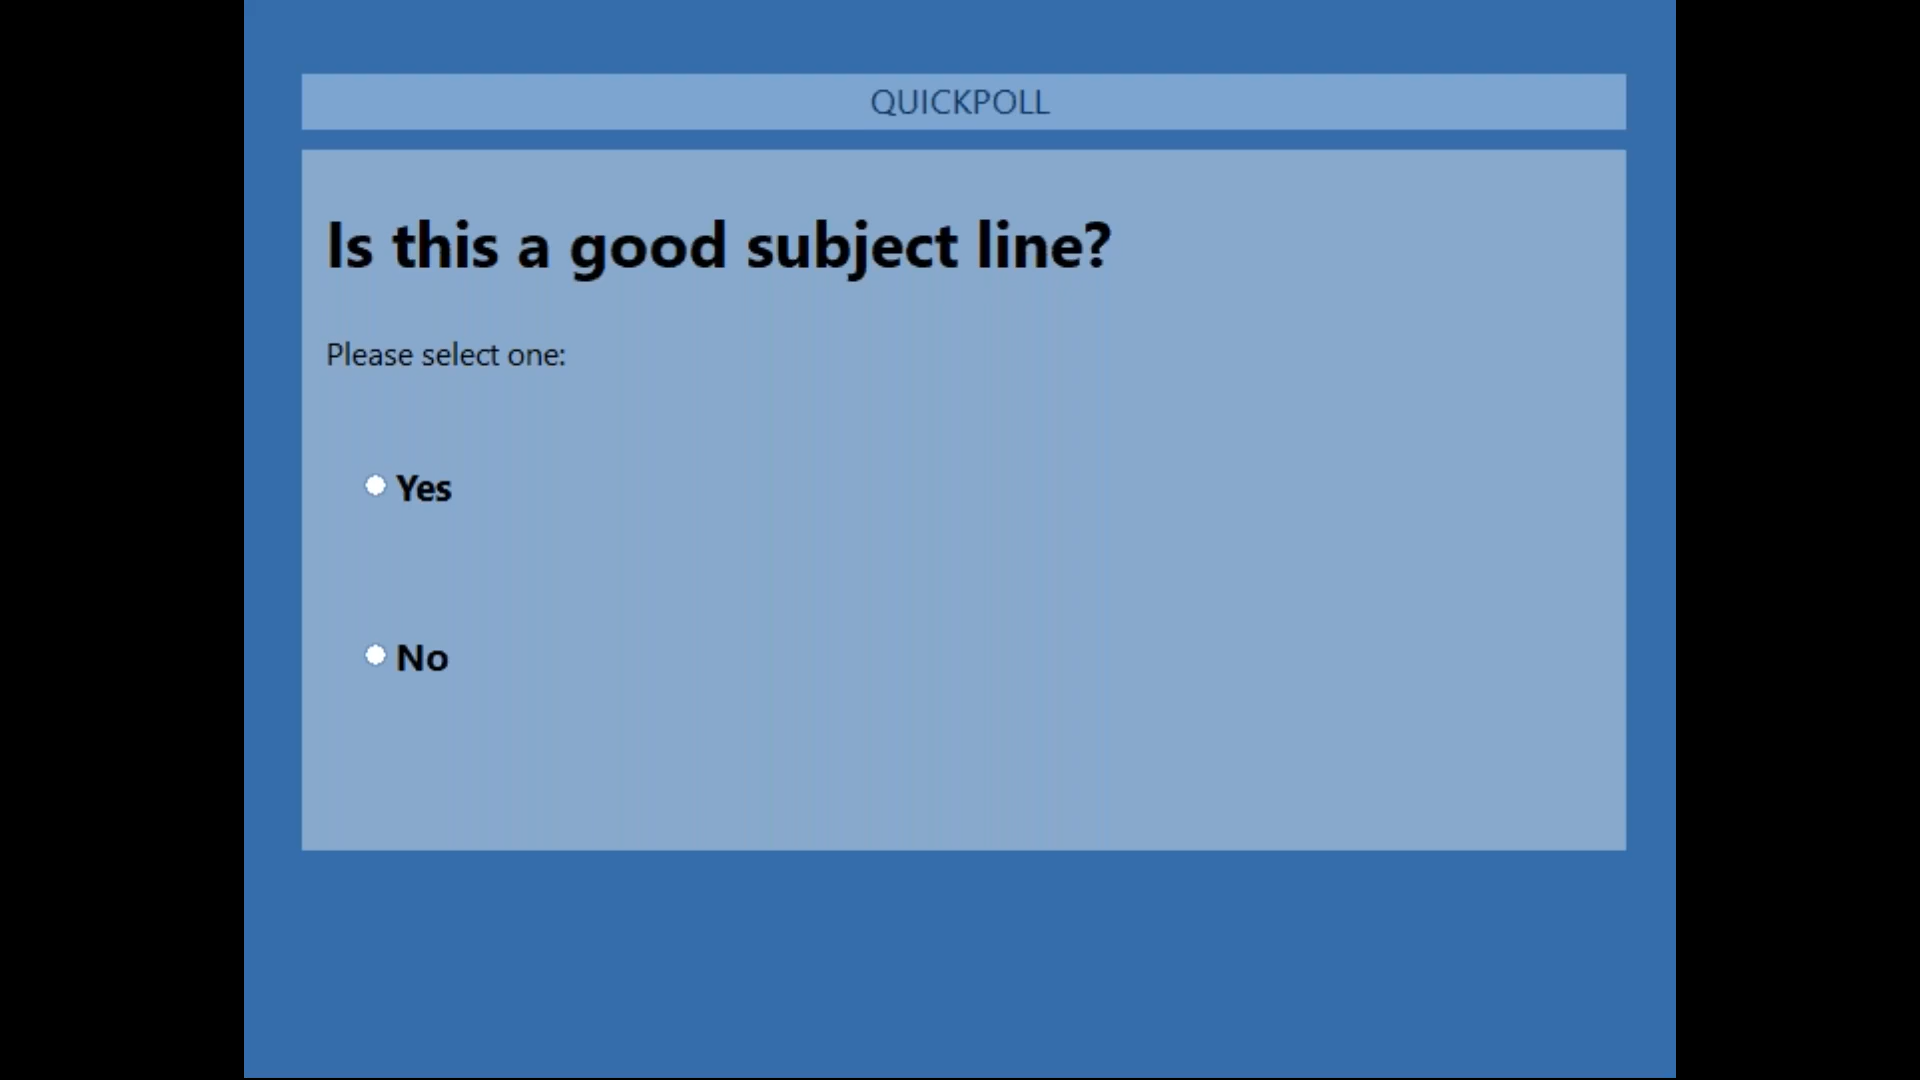 QUICKPOLL
Is this a good subject line?
Please select one:
Yes
No